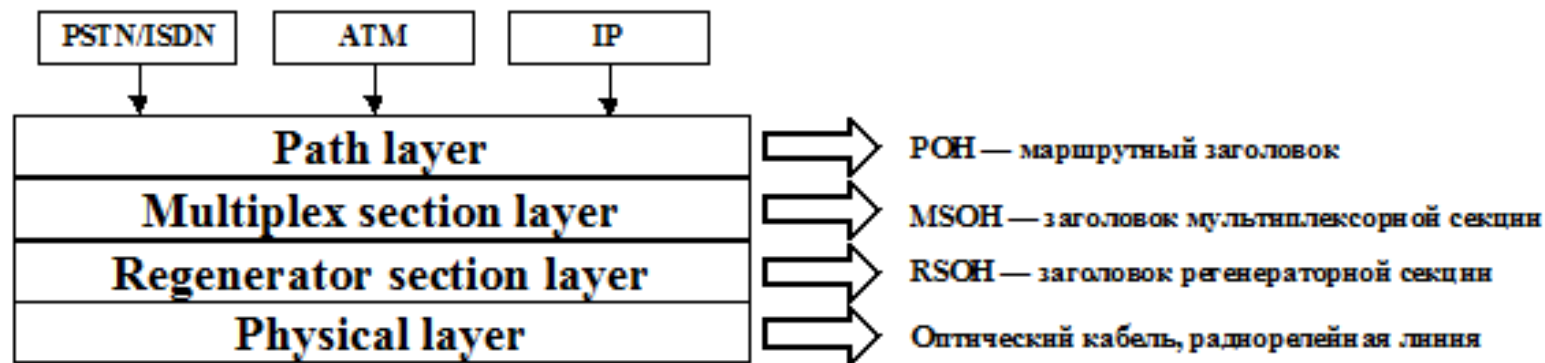 PSTN/ISDN
ATM
IP
Path layer
POH — маршрутный заголовок
Multiplex section layer
MSOH — заголовок мультиплексорной секции
Regenerator section layer
RSOH — заголовок регенераторной секции
Physical layer
Оптический кабель, радиорелейная линия